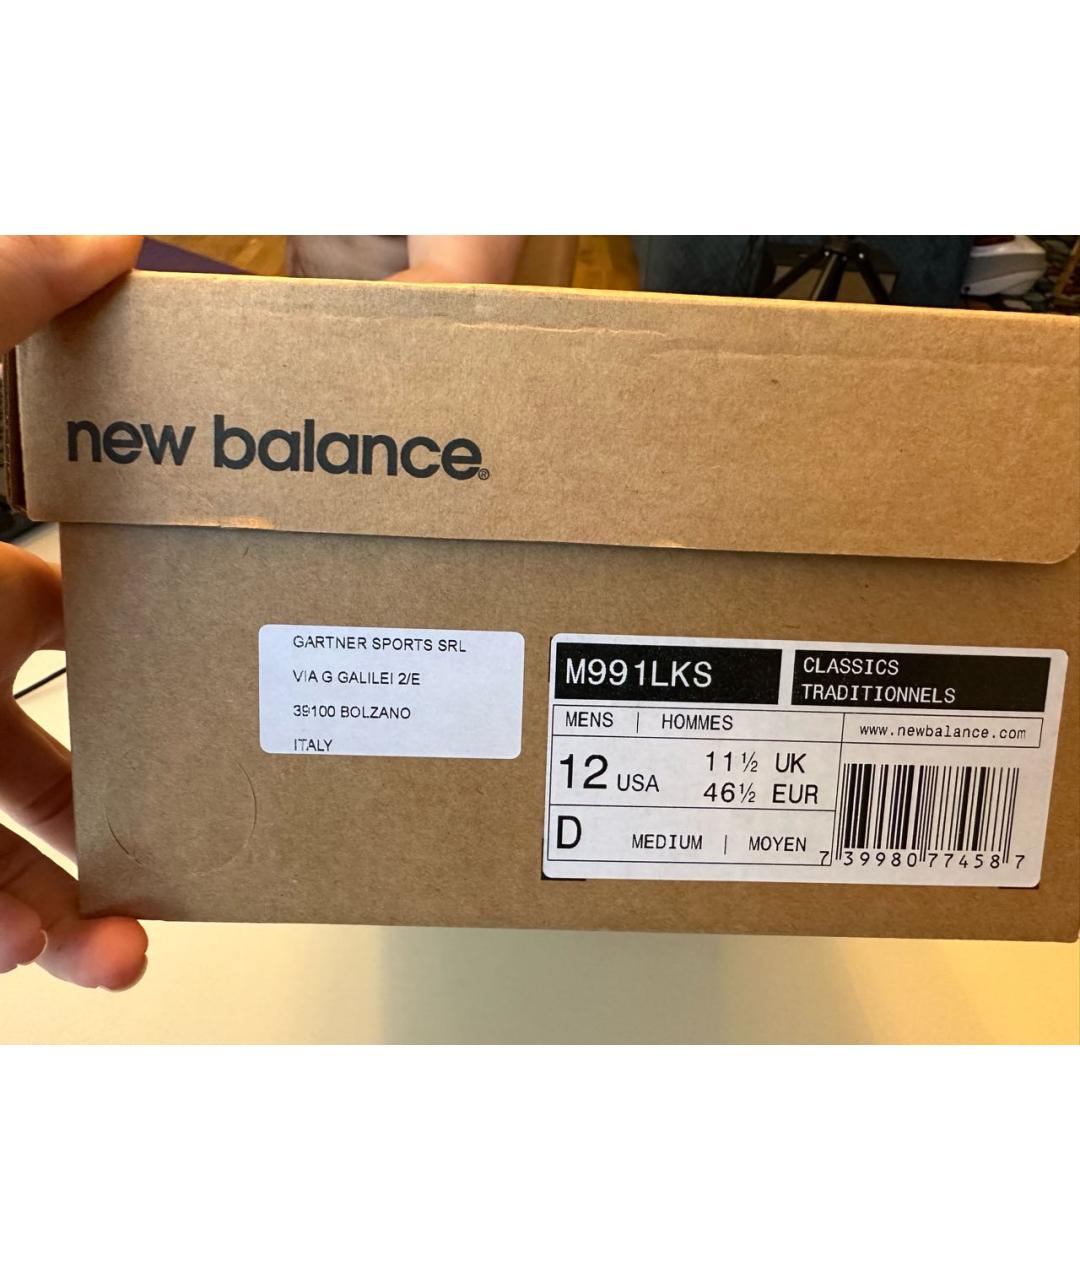 new balance®
GARTNER SPORTS SRL
VIA G GALILEI 2/E
39100 BOLZANO
ITALY
M991LKS
CLASSICS
TRADITIONNELS
MENS | HOMMES
www.newbalance.com
12 USA
11½ UK
46½ EUR
D MEDIUM | MOYEN
7 39980 77458 7